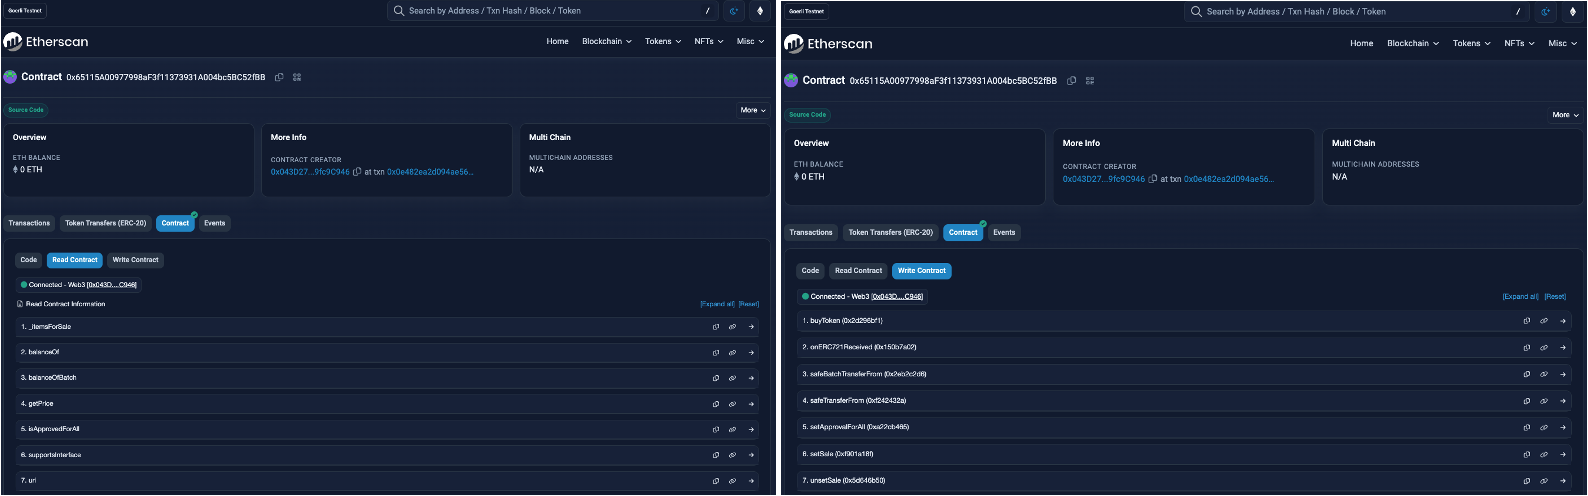 Goerli Testnet
Search by Address / Txn Hash / Block / Token
/
Etherscan
Home Blockchain Tokens NFTs Misc
Contract 0x65115A00977998aF3f11373931A004bc5BC52fBB
Source Code
More
Overview
ETH BALANCE
0 ETH
More Info
CONTRACT CREATOR
0x043D27...9fc9C946 at txn 0x0e482ea2d094ae56...
Multi Chain
MULTICHAIN ADDRESSES
N/A
Transactions Token Transfers (ERC-20) Contract Events
Code Read Contract Write Contract
Connected - Web3 [0x043D....C946]
Read Contract Information
[Expand all] [Reset]
1. _itemsForSale
2. balanceOf
3. balanceOfBatch
4. getPrice
5. isApprovedForAll
6. supportsInterface
7. uri
Goerli Testnet
Search by Address / Txn Hash / Block / Token
/
Etherscan
Home Blockchain Tokens NFTs Misc
Contract 0x65115A00977998aF3f11373931A004bc5BC52fBB
Source Code
More
Overview
ETH BALANCE
0 ETH
More Info
CONTRACT CREATOR
0x043D27...9fc9C946 at txn 0x0e482ea2d094ae56...
Multi Chain
MULTICHAIN ADDRESSES
N/A
Transactions Token Transfers (ERC-20) Contract Events
Code Read Contract Write Contract
Connected - Web3 [0x043D....C946]
[Expand all] [Reset]
1. buyToken (0x2d296bf1)
2. onERC721Received (0x150b7a02)
3. safeBatchTransferFrom (0x2eb2c2d6)
4. safeTransferFrom (0xf242432a)
5. setApprovalForAll (0xa22cb465)
6. setSale (0xf901a18f)
7. unsetSale (0x5d646b50)